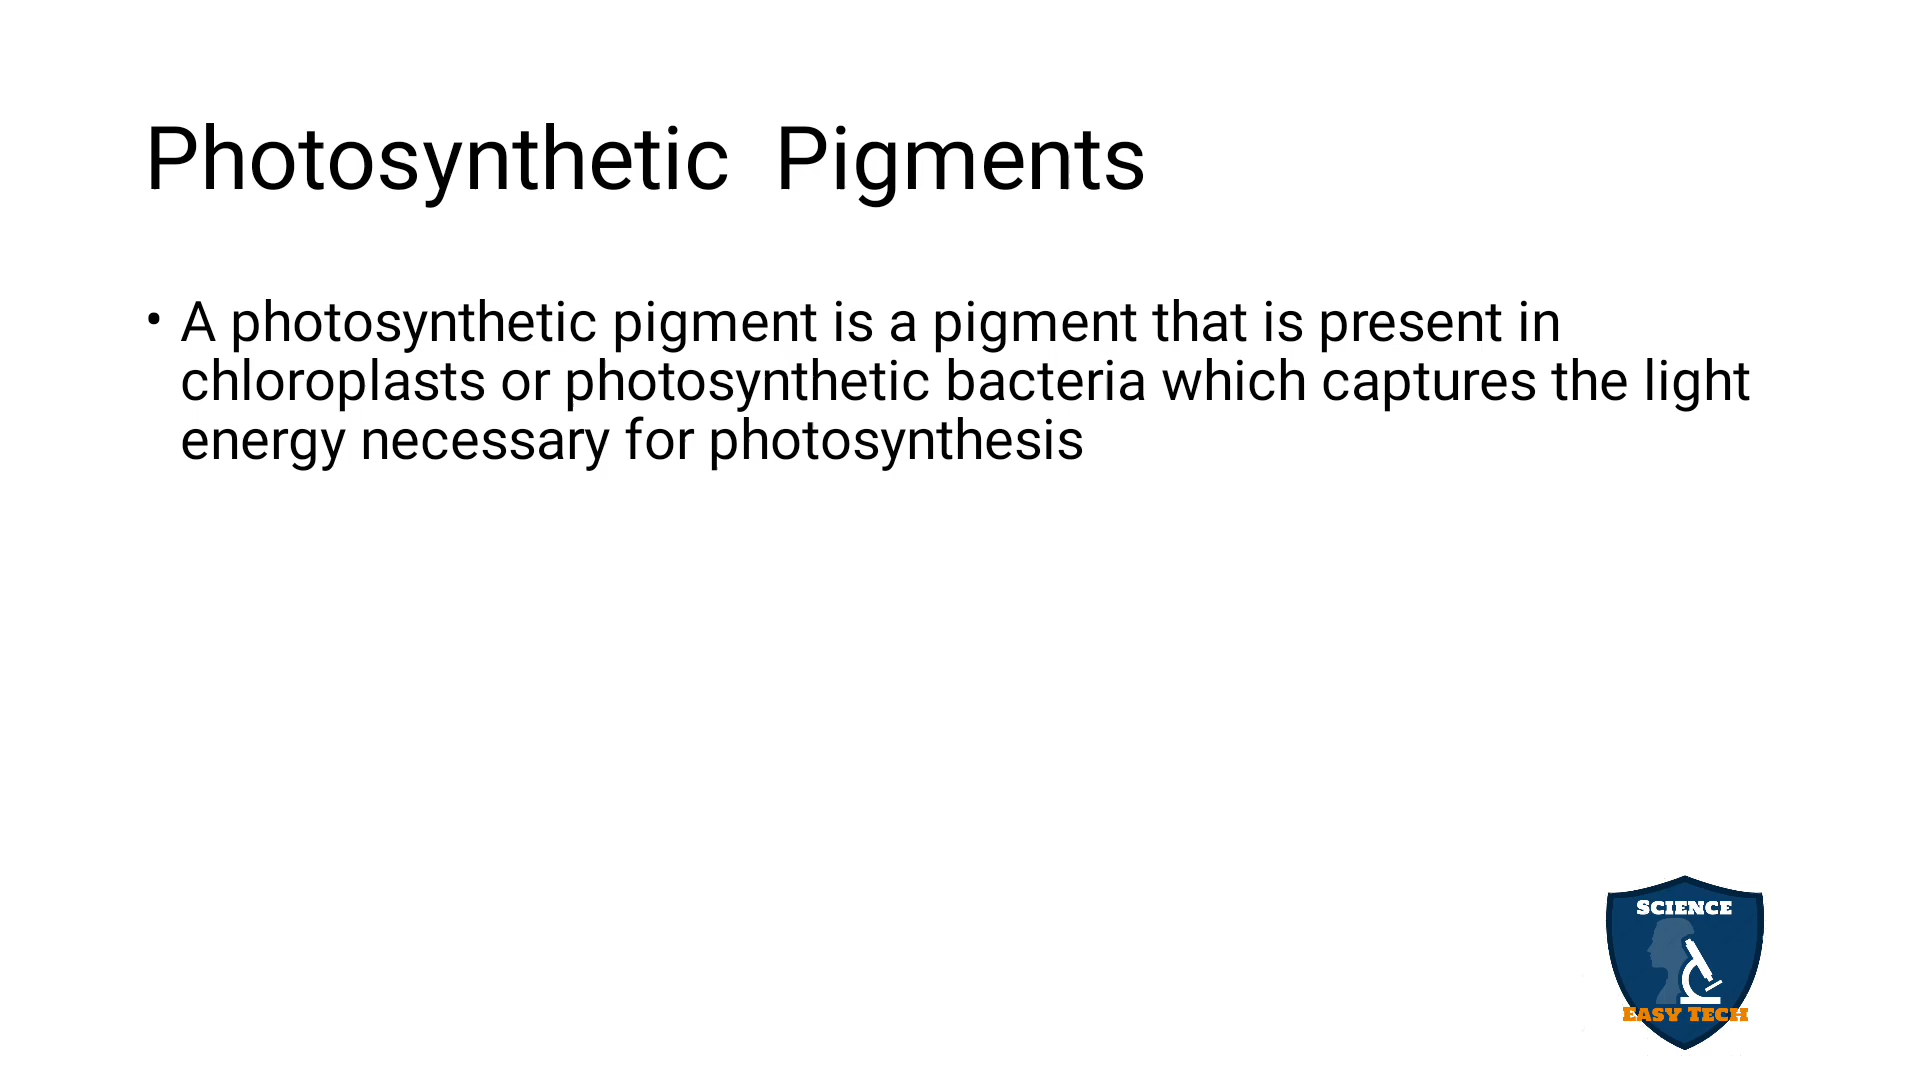 Photosynthetic  Pigments
• A photosynthetic pigment is a pigment that is present in
chloroplasts or photosynthetic bacteria which captures the light
energy necessary for photosynthesis
SCIENCE
EASY TECH